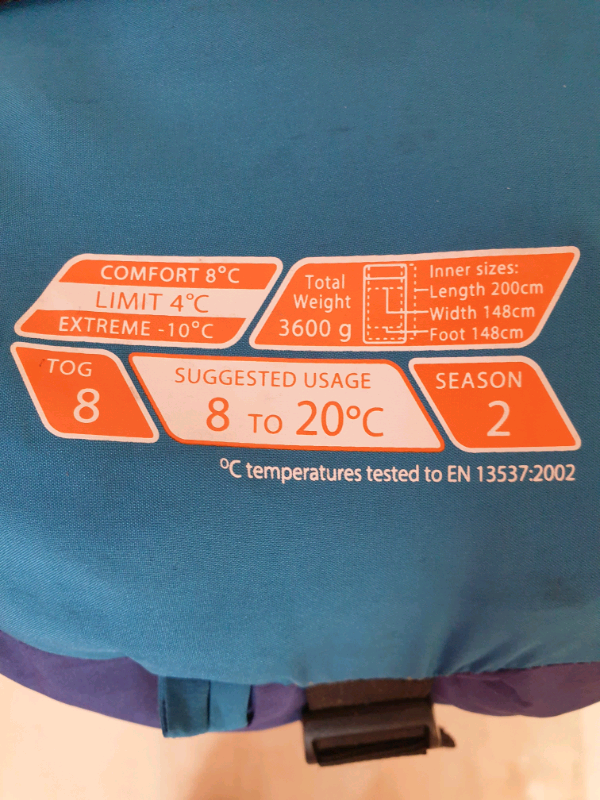 COMFORT 8°C
LIMIT 4°C
EXTREME -10°C
Total
Weight
3600 g
Inner sizes:
Length 200cm
Width 148cm
Foot 148cm
TOG
8
SUGGESTED USAGE
8 TO 20°C
SEASON
2
°C temperatures tested to EN 13537:2002